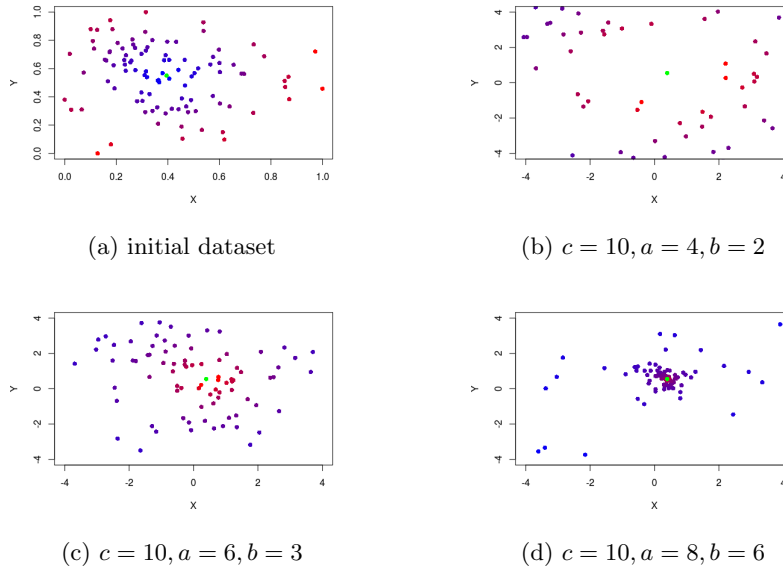 1.0
0.8
0.6
0.4
0.2
0.0
Y
0.0 0.2 0.4 0.6 0.8 1.0
X
(a) initial dataset
4
2
0
-2
-4
Y
-4 -2 0 2 4
X
(b) c = 10, a = 4, b = 2
4
2
0
-2
-4
Y
-4 -2 0 2 4
X
(c) c = 10, a = 6, b = 3
4
2
0
-2
-4
Y
-4 -2 0 2 4
X
(d) c = 10, a = 8, b = 6